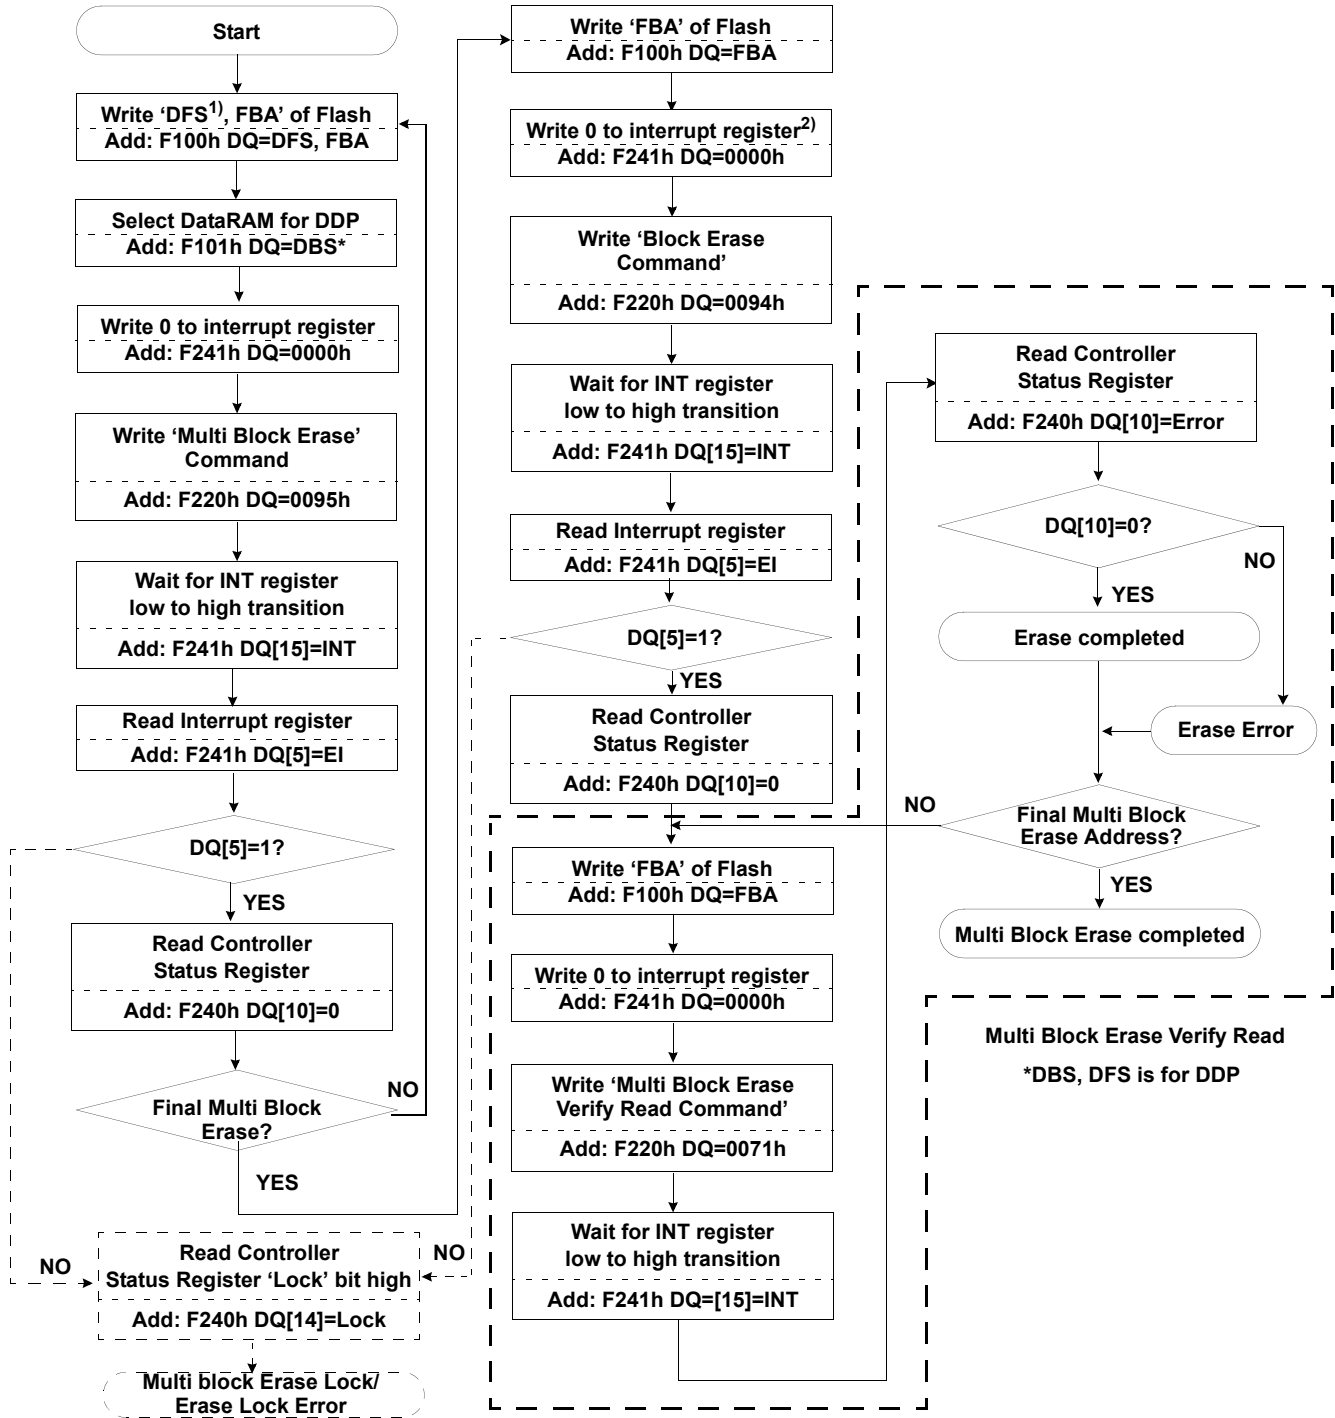 Start
Write ‘DFS1), FBA’ of Flash
Add: F100h DQ=DFS, FBA
Select DataRAM for DDP
Add: F101h DQ=DBS*
Write 0 to interrupt register
Add: F241h DQ=0000h
Write ‘Multi Block Erase’
Command
Add: F220h DQ=0095h
Wait for INT register
low to high transition
Add: F241h DQ[15]=INT
Read Interrupt register
Add: F241h DQ[5]=EI
DQ[5]=1?
YES
Read Controller
Status Register
Add: F240h DQ[10]=0
NO
Final Multi Block
Erase?
YES
NO
Read Controller
Status Register ‘Lock’ bit high
Add: F240h DQ[14]=Lock
Multi block Erase Lock/
Erase Lock Error
Write ‘FBA’ of Flash
Add: F100h DQ=FBA
Write 0 to interrupt register2)
Add: F241h DQ=0000h
Write ‘Block Erase
Command’
Add: F220h DQ=0094h
Wait for INT register
low to high transition
Add: F241h DQ[15]=INT
Read Interrupt register
Add: F241h DQ[5]=EI
DQ[5]=1?
YES
NO
Read Controller
Status Register
Add: F240h DQ[10]=0
Write ‘FBA’ of Flash
Add: F100h DQ=FBA
Write 0 to interrupt register
Add: F241h DQ=0000h
Write ‘Multi Block Erase
Verify Read Command’
Add: F220h DQ=0071h
Wait for INT register
low to high transition
Add: F241h DQ=[15]=INT
Read Controller
Status Register
Add: F240h DQ[10]=Error
DQ[10]=0?
NO
YES
Erase completed
Erase Error
NO
Final Multi Block
Erase Address?
YES
Multi Block Erase completed
Multi Block Erase Verify Read
*DBS, DFS is for DDP